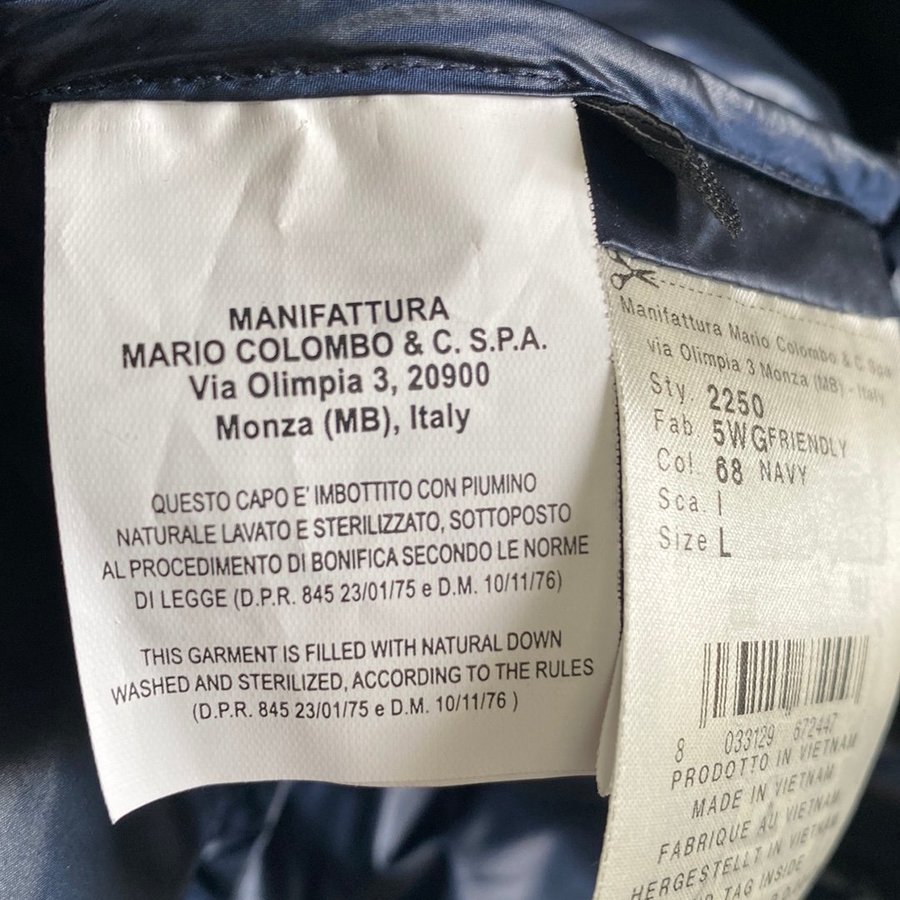 MANIFATTURA
MARIO COLOMBO & C. S.P.A.
Via Olimpia 3, 20900
Monza (MB), Italy
QUESTO CAPO E' IMBOTTITO CON PIUMINO
NATURALE LAVATO E STERILIZZATO, SOTTOPOSTO
AL PROCEDIMENTO DI BONIFICA SECONDO LE NORME
DI LEGGE (D.P.R. 845 23/01/75 e D.M. 10/11/76)
THIS GARMENT IS FILLED WITH NATURAL DOWN
WASHED AND STERILIZED, ACCORDING TO THE RULES
(D.P.R. 845 23/01/75 e D.M. 10/11/76 )
Manifattura Mario Colombo & C Spa
via Olimpia 3 Monza (MB) - Italy
Sty. 2250
Fab 5WGFRIENDLY
Col. 68 NAVY
Sca. I
Size L
8 033129 672447
PRODOTTO IN VIETNAM
MADE IN VIETNAM
FABRIQUE AU VIETNAM
HERGESTELLT IN VIETNAM
TAG INSIDE